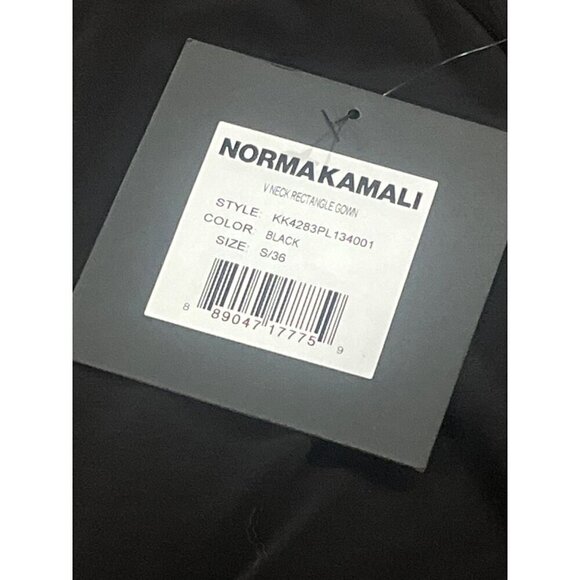 NORMAKAMALI
V NECK RECTANGLE GOWN
STYLE: KK4283PL134001
COLOR: BLACK
SIZE: S/36
8 89047 17775 9